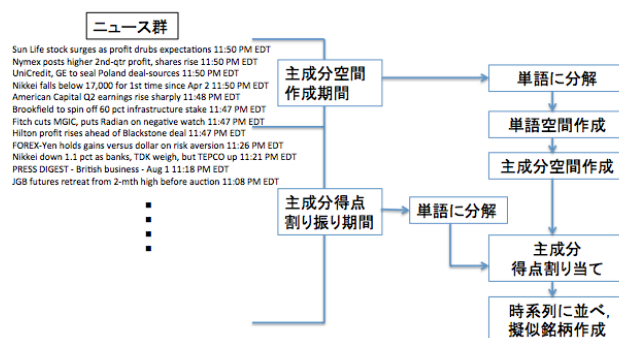 ニュース群
Sun Life stock surges as profit drubs expectations 11:50 PM EDT
Nymex posts higher 2nd-qtr profit, shares rise 11:50 PM EDT
UniCredit, GE to seal Poland deal-sources 11:50 PM EDT
Nikkei falls below 17,000 for 1st time since Apr 2 11:50 PM EDT
American Capital Q2 earnings rise sharply 11:48 PM EDT
Brookfield to spin off 60 pct infrastructure stake 11:47 PM EDT
Fitch cuts MGIC, puts Radian on negative watch 11:47 PM EDT
Hilton profit rises ahead of Blackstone deal 11:47 PM EDT
FOREX-Yen holds gains versus dollar on risk aversion 11:26 PM EDT
Nikkei down 1.1 pct as banks, TDK weigh, but TEPCO up 11:21 PM EDT
PRESS DIGEST - British business - Aug 1 11:18 PM EDT
JGB futures retreat from 2-mth high before auction 11:08 PM EDT
主成分空間
作成期間
主成分得点
割り振り期間
単語に分解
単語に分解
単語空間作成
主成分空間作成
主成分
得点割り当て
時系列に並べ,
擬似銘柄作成